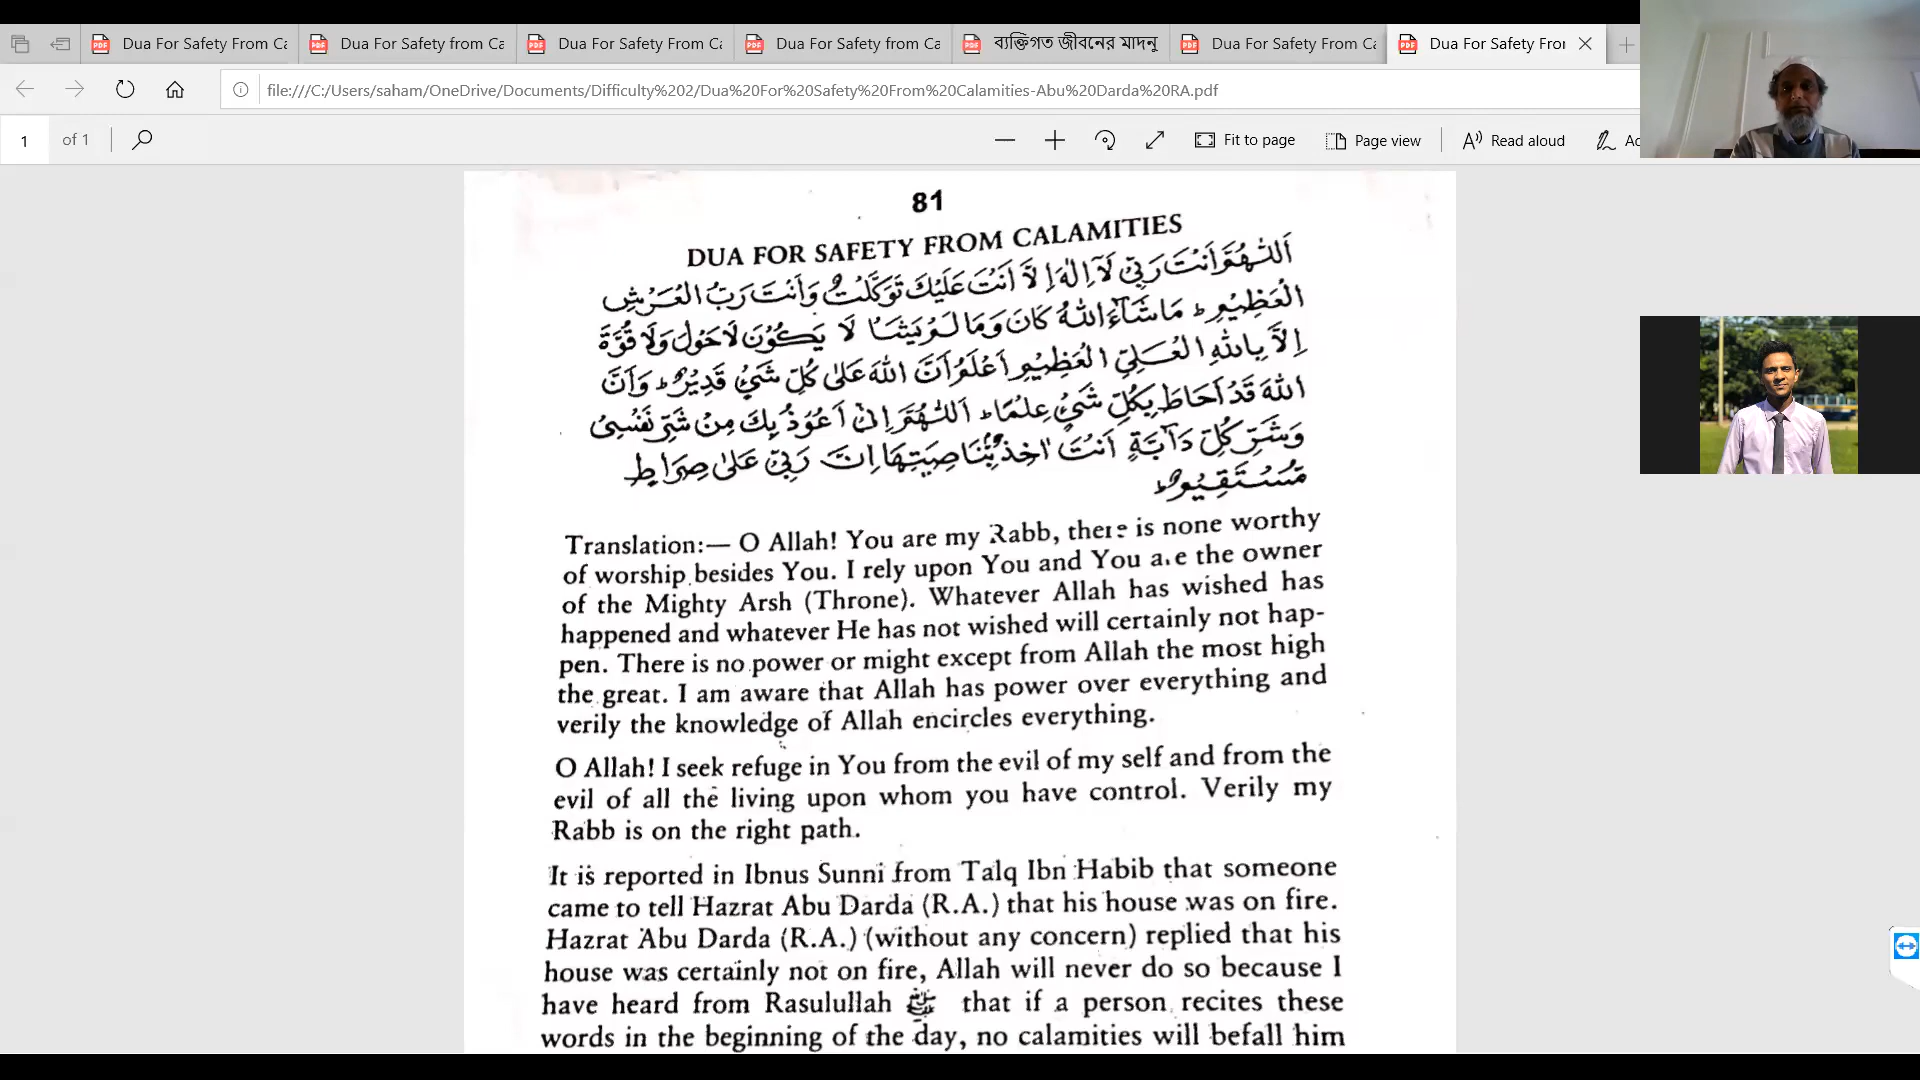 Dua For Safety From Ca
Dua For Safety from Ca
Dua For Safety From Ca
Dua For Safety from Ca
ব্যক্তিগত জীবনের মাদনু
Dua For Safety From Ca
Dua For Safety Fror
file:///C:/Users/saham/OneDrive/Documents/Difficulty%202/Dua%20For%20Safety%20From%20Calamities-Abu%20Darda%20RA.pdf
1 of 1 Fit to page Page view Read aloud
81
DUA FOR SAFETY FROM CALAMITIES
اَللّٰهُمَّ اَنْتَ رَبِّيْ لَآ اِلٰهَ اِلَّا اَنْتَ عَلَيْكَ تَوَكَّلْتُ وَاَنْتَ رَبُّ الْعَرْشِ
الْعَظِيْمِ ط مَا شَآءَ اللّٰهُ كَانَ وَمَا لَمْ يَشَاْ لَا يَكُوْنُ لَا حَوْلَ وَلَا قُوَّةَ
اِلَّا بِاللّٰهِ الْعَلِيِّ الْعَظِيْمِ اَعْلَمُ اَنَّ اللّٰهَ عَلٰى كُلِّ شَيْءٍ قَدِيْرٌ ط وَاَنَّ
اللّٰهَ قَدْ اَحَاطَ بِكُلِّ شَيْءٍ عِلْمًا ط اَللّٰهُمَّ اِنِّيْ اَعُوْذُ بِكَ مِنْ شَرِّ نَفْسِيْ
وَشَرِّ كُلِّ دَآبَّةٍ اَنْتَ اٰخِذٌ بِنَاصِيَتِهَا اِنَّ رَبِّيْ عَلٰى صِرَاطٍ
مُّسْتَقِيْمٍ ط
Translation:— O Allah! You are my Rabb, there is none worthy
of worship besides You. I rely upon You and You are the owner
of the Mighty Arsh (Throne). Whatever Allah has wished has
happened and whatever He has not wished will certainly not hap-
pen. There is no power or might except from Allah the most high
the great. I am aware that Allah has power over everything and
verily the knowledge of Allah encircles everything.
O Allah! I seek refuge in You from the evil of my self and from the
evil of all the living upon whom you have control. Verily my
Rabb is on the right path.
It is reported in Ibnus Sunni from Talq Ibn Habib that someone
came to tell Hazrat Abu Darda (R.A.) that his house was on fire.
Hazrat Abu Darda (R.A.) (without any concern) replied that his
house was certainly not on fire, Allah will never do so because I
have heard from Rasulullah ﷺ that if a person recites these
words in the beginning of the day, no calamities will befall him